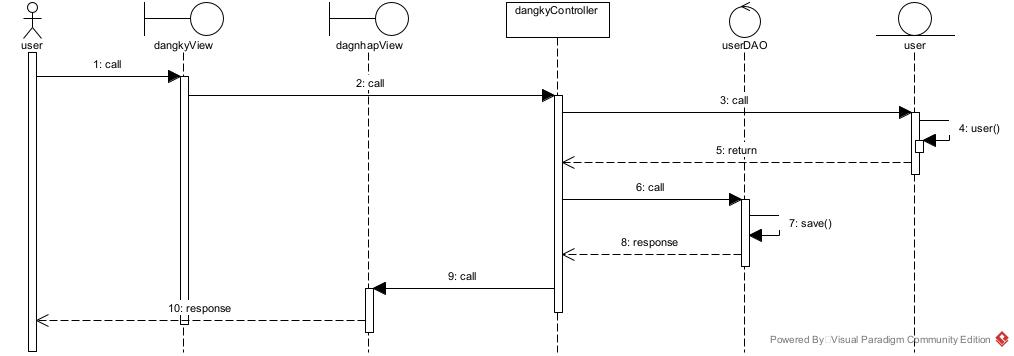 dangkyController
user
dangkyView
dagnhapView
userDAO
user
1: call
2: call
3: call
4: user()
5: return
6: call
7: save()
8: response
9: call
10: response
Powered By Visual Paradigm Community Edition